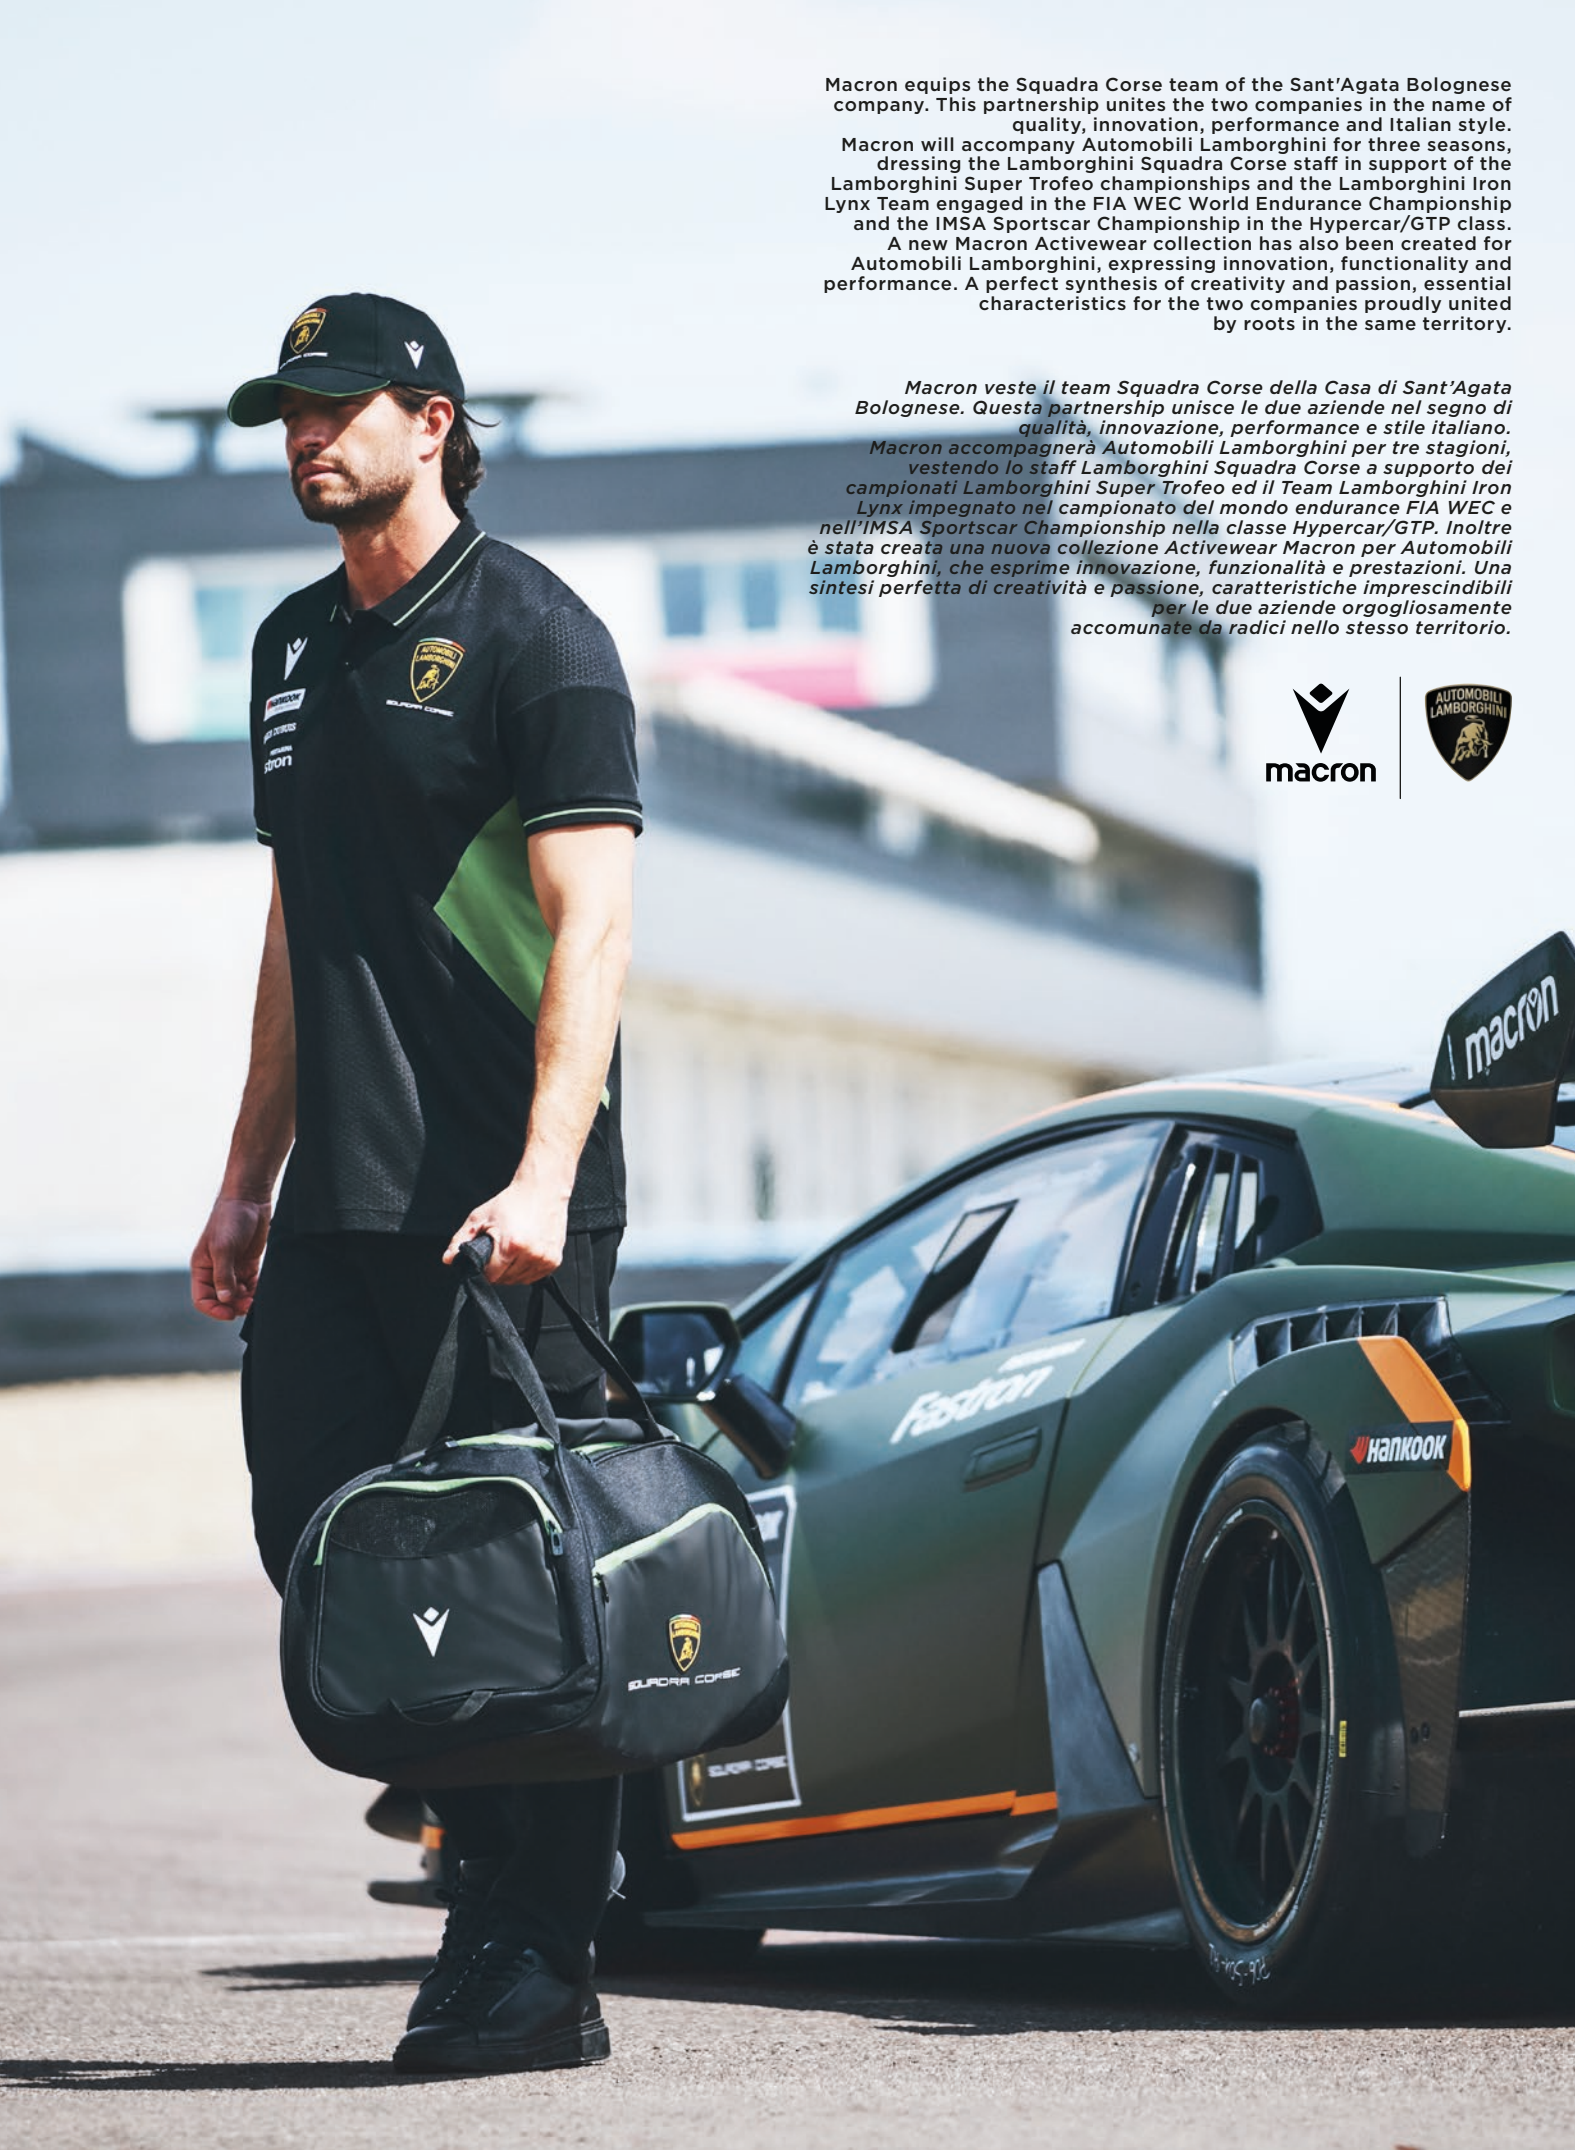 Macron equips the Squadra Corse team of the Sant'Agata Bolognese
company. This partnership unites the two companies in the name of
quality, innovation, performance and Italian style.
Macron will accompany Automobili Lamborghini for three seasons,
dressing the Lamborghini Squadra Corse staff in support of the
Lamborghini Super Trofeo championships and the Lamborghini Iron
Lynx Team engaged in the FIA WEC World Endurance Championship
and the IMSA Sportscar Championship in the Hypercar/GTP class.
A new Macron Activewear collection has also been created for
Automobili Lamborghini, expressing innovation, functionality and
performance. A perfect synthesis of creativity and passion, essential
characteristics for the two companies proudly united
by roots in the same territory.
Macron veste il team Squadra Corse della Casa di Sant’Agata
Bolognese. Questa partnership unisce le due aziende nel segno di
qualità, innovazione, performance e stile italiano.
Macron accompagnerà Automobili Lamborghini per tre stagioni,
vestendo lo staff Lamborghini Squadra Corse a supporto dei
campionati Lamborghini Super Trofeo ed il Team Lamborghini Iron
Lynx impegnato nel campionato del mondo endurance FIA WEC e
nell’IMSA Sportscar Championship nella classe Hypercar/GTP. Inoltre
è stata creata una nuova collezione Activewear Macron per Automobili
Lamborghini, che esprime innovazione, funzionalità e prestazioni. Una
sintesi perfetta di creatività e passione, caratteristiche imprescindibili
per le due aziende orgogliosamente
accomunate da radici nello stesso territorio.
macron
AUTOMOBILI
LAMBORGHINI
AUTOMOBILI
LAMBORGHINI
AUTOMOBILI
LAMBORGHINI
SQUADRA CORSE
HANKOOK
stron
macron
Fastron
HANKOOK
AUTOMOBILI
LAMBORGHINI
SQUADRA CORSE